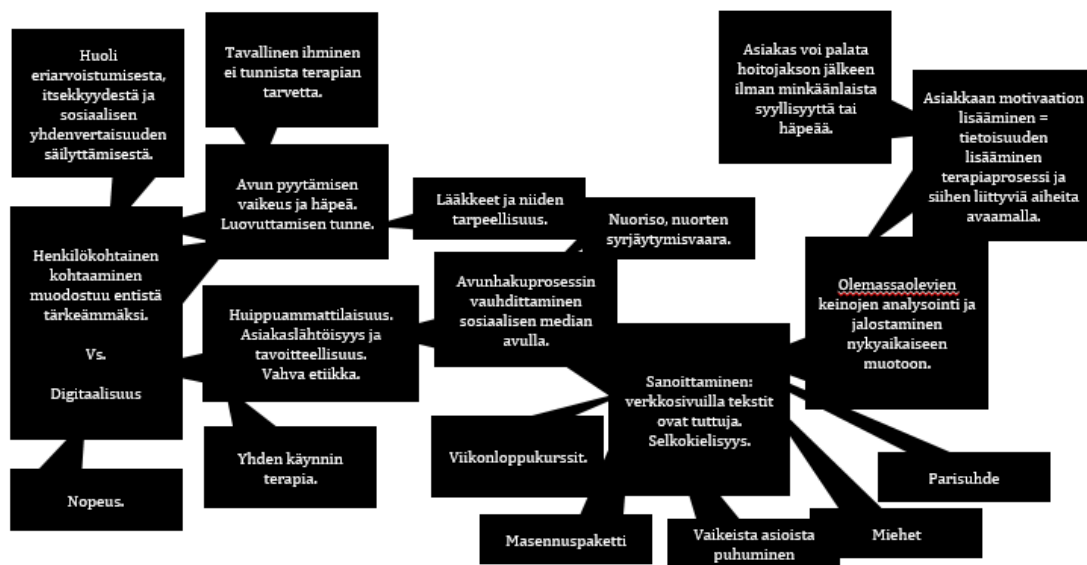 Huoli
eriarvoistumisesta,
itsekkyydestä ja
sosiaalisen
yhdenvertaisuuden
säilyttämisestä.
Tavallinen ihminen
ei tunnista terapian
tarvetta.
Asiakas voi palata
hoitojakson jälkeen
ilman minkäänlaista
syyllisyyttä tai
häpeää.
Asiakkaan motivaation
lisääminen =
tietoisuuden
lisääminen
terapiaprosessi ja
siihen liittyviä aiheita
avaamalla.
Avun pyytämisen
vaikeus ja häpeä.
Luovuttamisen tunne.
Lääkkeet ja niiden
tarpeellisuus.
Nuoriso, nuorten
syrjäytymisvaara.
Henkilökohtainen
kohtaaminen
muodostuu entistä
tärkeämmäksi.
Vs.
Digitaalisuus
Huippuammattilaisuus.
Asiakaslähtöisyys ja
tavoitteellisuus.
Vahva etiikka.
Avunhakuprosessin
vauhdittaminen
sosiaalisen median
avulla.
Olemassaolevien
keinojen analysointi ja
jalostaminen
nykyaikaiseen
muotoon.
Sanoittaminen:
verkkosivuilla tekstit
ovat tuttuja.
Selkokielisyys.
Nopeus.
Yhden käynnin
terapia.
Viikonloppukurssit.
Parisuhde
Masennuspaketti
Vaikeista asioista
puhuminen
Miehet